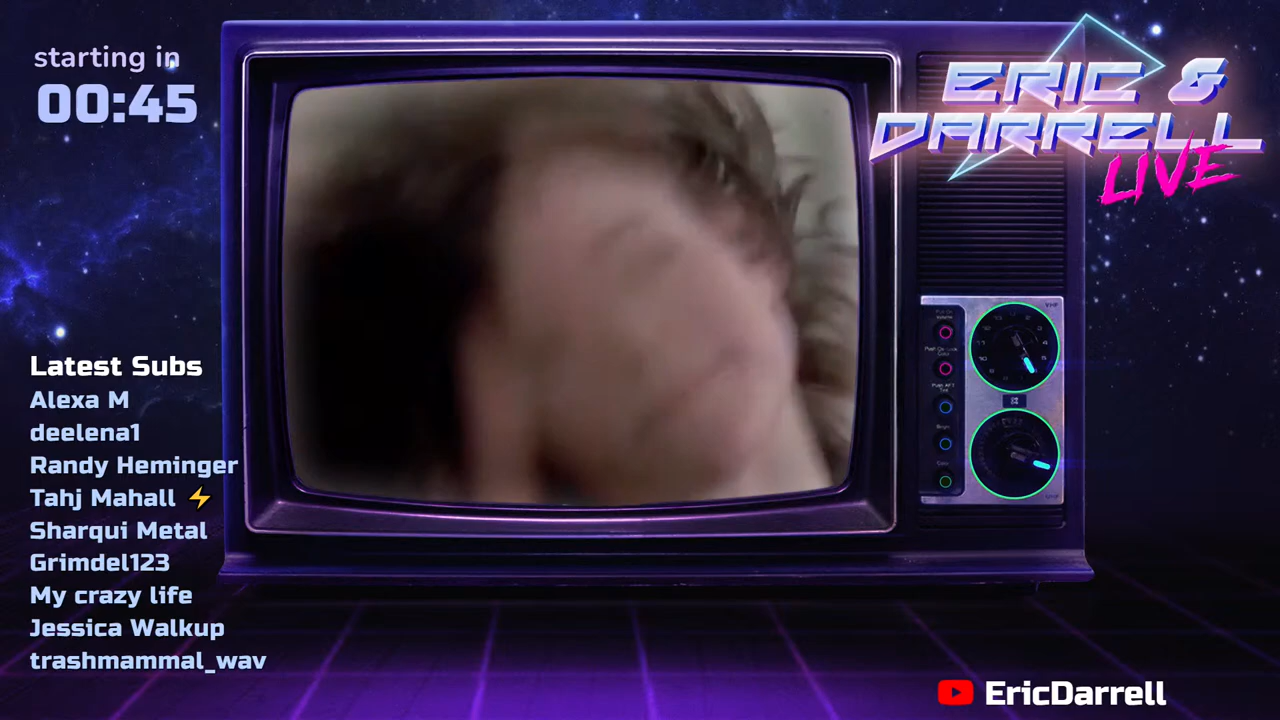 starting in
00:45
ERIC &
DARRELL
LIVE
Latest Subs
Alexa M
deelena1
Randy Heminger
Tahj Mahall ⚡
Sharqui Metal
Grimdel123
My crazy life
Jessica Walkup
trashmammal_wav
VHF
EricDarrell